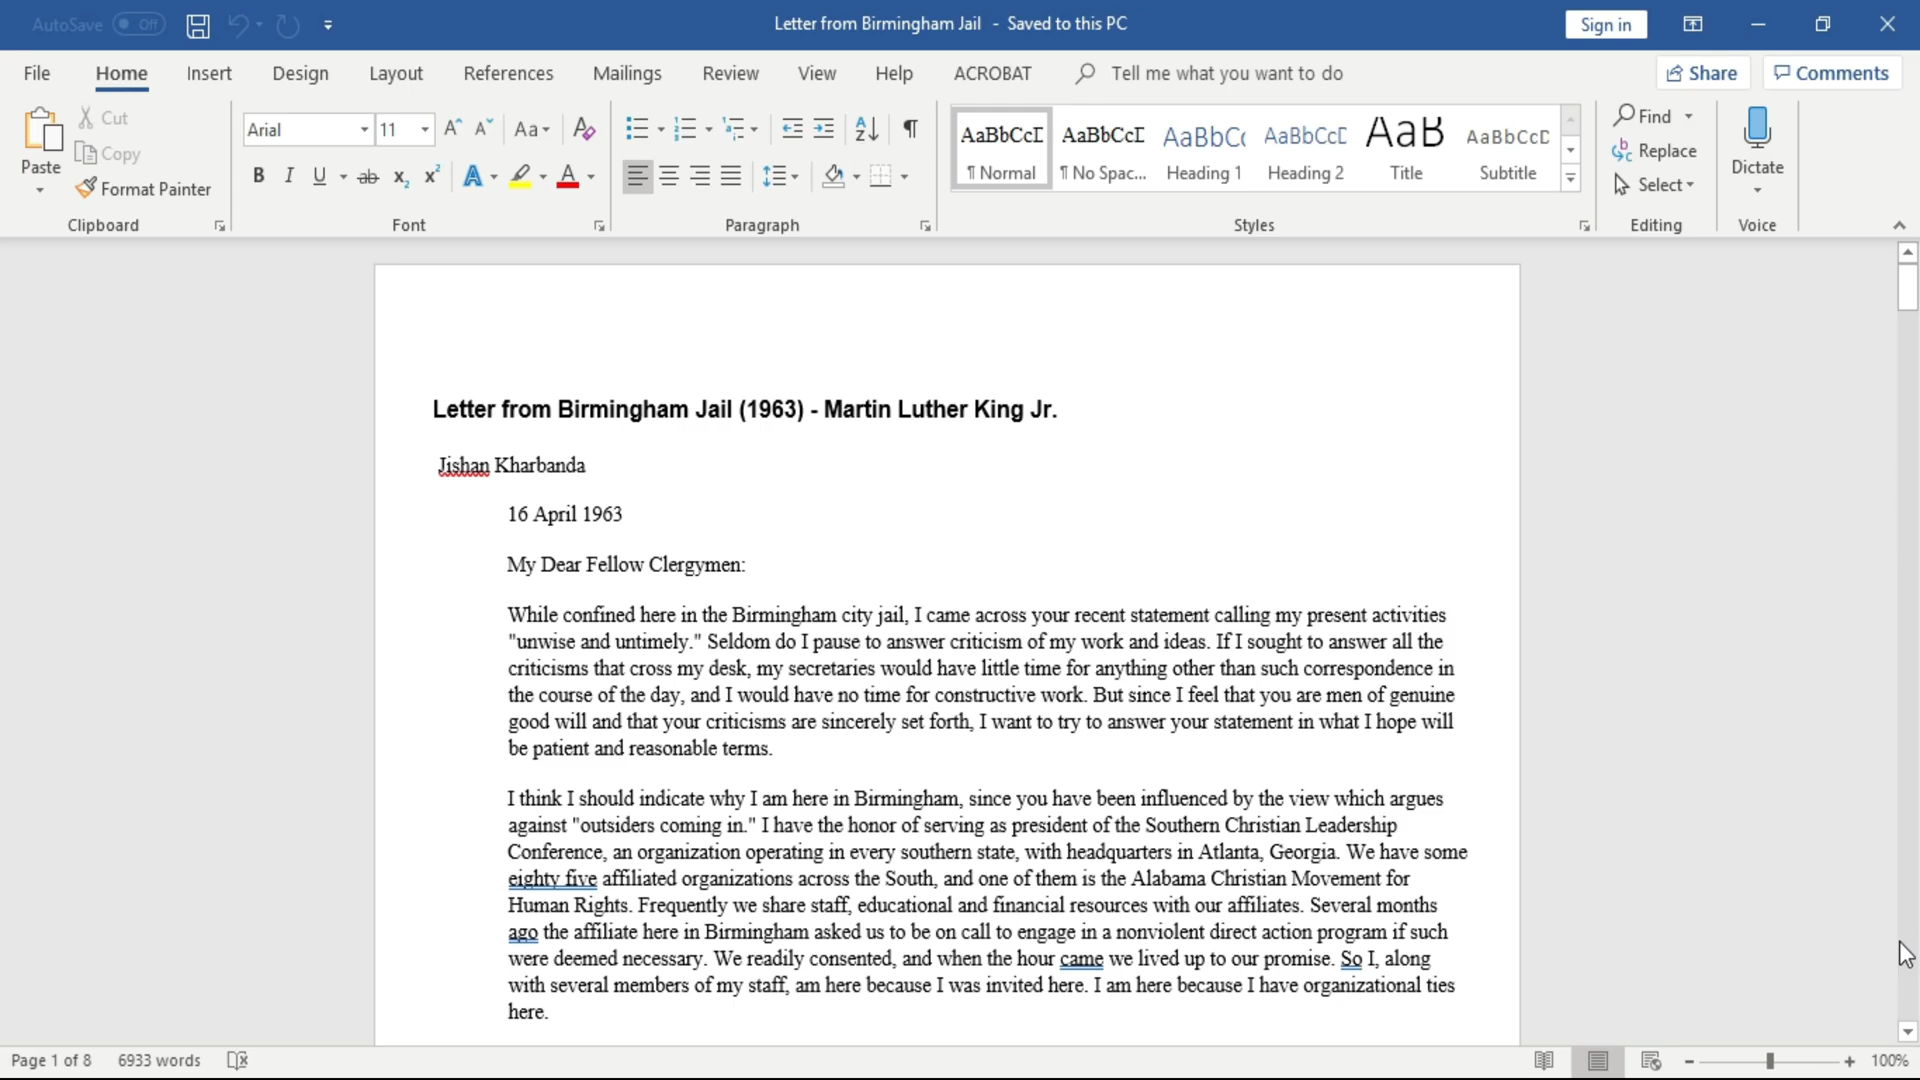 AutoSave Off
Letter from Birmingham Jail - Saved to this PC
Sign in
File Home Insert Design Layout References Mailings Review View Help ACROBAT Tell me what you want to do Share Comments
Paste
Cut
Copy
Format Painter
Clipboard
Arial 11
Aa
B I U ab x₂ x² A A
Font
Paragraph
AaBbCcD AaBbCcD AaBbC AaBbCcD AaB AaBbCcD
¶ Normal ¶ No Spac... Heading 1 Heading 2 Title Subtitle
Styles
Find
Replace
Select
Editing
Dictate
Voice
Letter from Birmingham Jail (1963) - Martin Luther King Jr.
Jishan Kharbanda
16 April 1963
My Dear Fellow Clergymen:
While confined here in the Birmingham city jail, I came across your recent statement calling my present activities
"unwise and untimely." Seldom do I pause to answer criticism of my work and ideas. If I sought to answer all the
criticisms that cross my desk, my secretaries would have little time for anything other than such correspondence in
the course of the day, and I would have no time for constructive work. But since I feel that you are men of genuine
good will and that your criticisms are sincerely set forth, I want to try to answer your statement in what I hope will
be patient and reasonable terms.
I think I should indicate why I am here in Birmingham, since you have been influenced by the view which argues
against "outsiders coming in." I have the honor of serving as president of the Southern Christian Leadership
Conference, an organization operating in every southern state, with headquarters in Atlanta, Georgia. We have some
eighty five affiliated organizations across the South, and one of them is the Alabama Christian Movement for
Human Rights. Frequently we share staff, educational and financial resources with our affiliates. Several months
ago the affiliate here in Birmingham asked us to be on call to engage in a nonviolent direct action program if such
were deemed necessary. We readily consented, and when the hour came we lived up to our promise. So I, along
with several members of my staff, am here because I was invited here. I am here because I have organizational ties
here.
Page 1 of 8 6933 words 100%